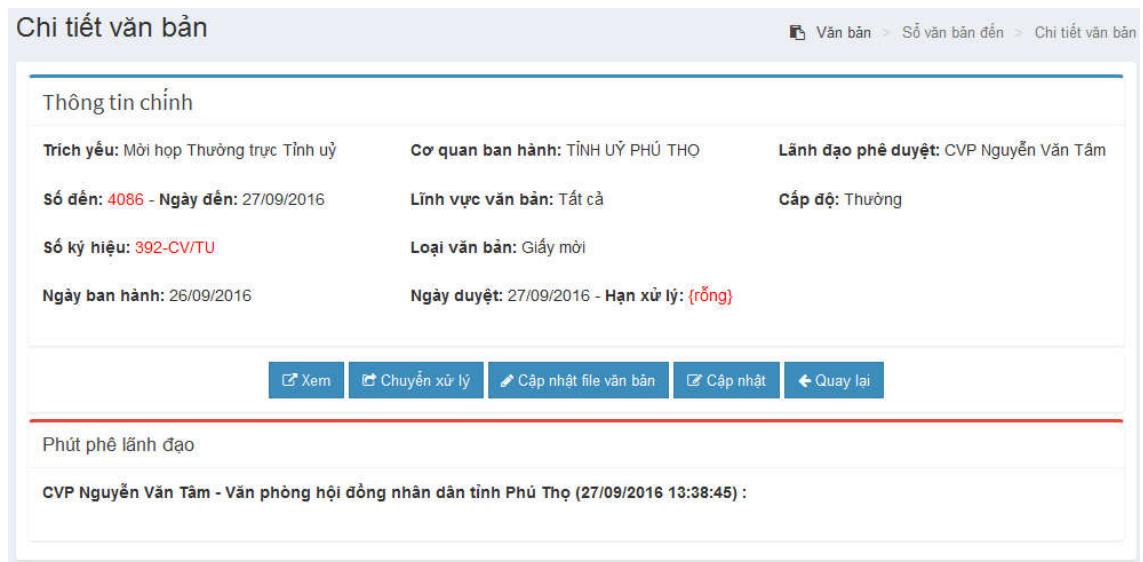 Chi tiết văn bản
Văn bản > Sổ văn bản đến > Chi tiết văn bản
Thông tin chính
Trích yếu: Mời họp Thường trực Tỉnh uỷ Cơ quan ban hành: TỈNH UỶ PHÚ THỌ Lãnh đạo phê duyệt: CVP Nguyễn Văn Tâm
Số đến: 4086 - Ngày đến: 27/09/2016 Lĩnh vực văn bản: Tất cả Cấp độ: Thường
Số ký hiệu: 392-CV/TU Loại văn bản: Giấy mời
Ngày ban hành: 26/09/2016 Ngày duyệt: 27/09/2016 - Hạn xử lý: {rỗng}
Xem Chuyển xử lý Cập nhật file văn bản Cập nhật Quay lại
Phút phê lãnh đạo
CVP Nguyễn Văn Tâm - Văn phòng hội đồng nhân dân tỉnh Phú Thọ (27/09/2016 13:38:45) :